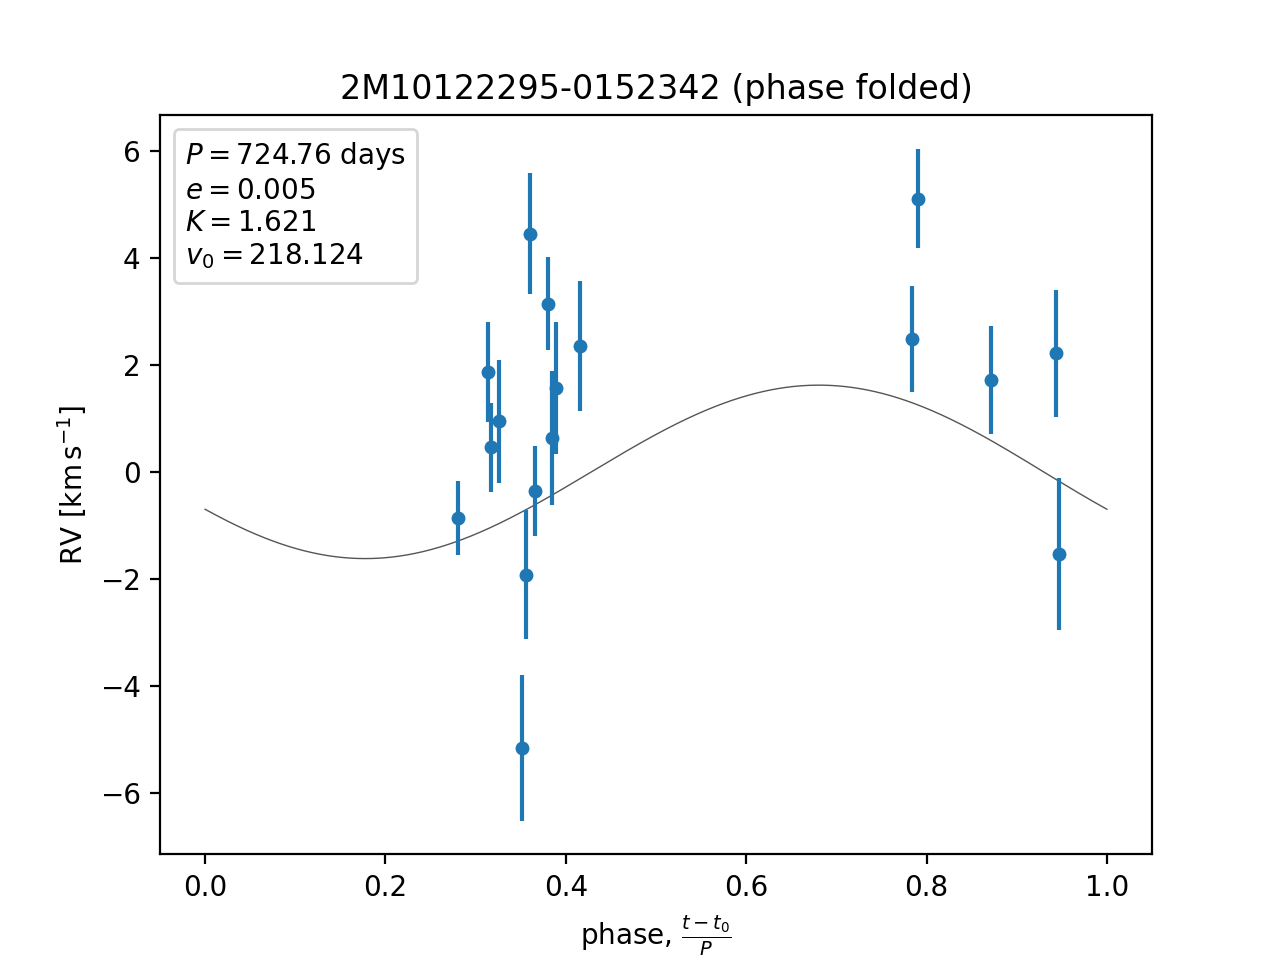 2M10122295-0152342 (phase folded)
P = 724.76 days
e = 0.005
K = 1.621
v₀ = 218.124
6
4
2
0
−2
−4
−6
RV [km s⁻¹]
0.0 0.2 0.4 0.6 0.8 1.0
phase, (t − t₀)/P